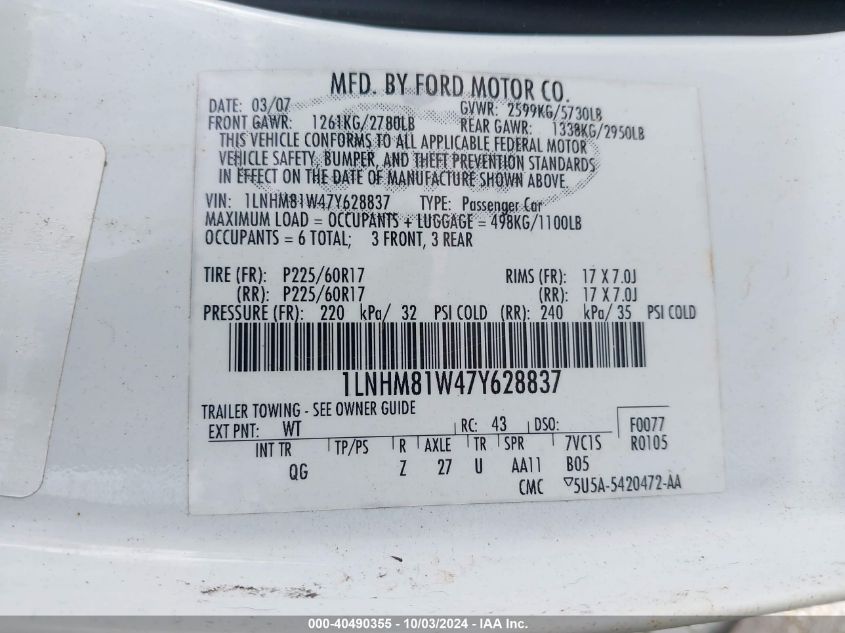 MFD. BY FORD MOTOR CO.
DATE: 03/07 GVWR: 2599KG/5730LB
FRONT GAWR: 1261KG/2780LB REAR GAWR: 1338KG/2950LB
THIS VEHICLE CONFORMS TO ALL APPLICABLE FEDERAL MOTOR
VEHICLE SAFETY, BUMPER, AND THEFT PREVENTION STANDARDS
IN EFFECT ON THE DATE OF MANUFACTURE SHOWN ABOVE.
VIN: 1LNHM81W47Y628837 TYPE: Passenger Car
MAXIMUM LOAD = OCCUPANTS + LUGGAGE = 498KG/1100LB
OCCUPANTS = 6 TOTAL; 3 FRONT, 3 REAR
TIRE (FR): P225/60R17 RIMS (FR): 17 X 7.0J
(RR): P225/60R17 (RR): 17 X 7.0J
PRESSURE (FR): 220 kPa/ 32 PSI COLD (RR): 240 kPa/ 35 PSI COLD
1LNHM81W47Y628837
TRAILER TOWING - SEE OWNER GUIDE
EXT PNT: WT RC: 43 DSO: F0077
INT TR TP/PS R AXLE TR SPR 7VC1S R0105
QG Z 27 U AA11 B05
CMC ▽5U5A-5420472-AA
000-40490355 - 10/03/2024 - IAAI.com